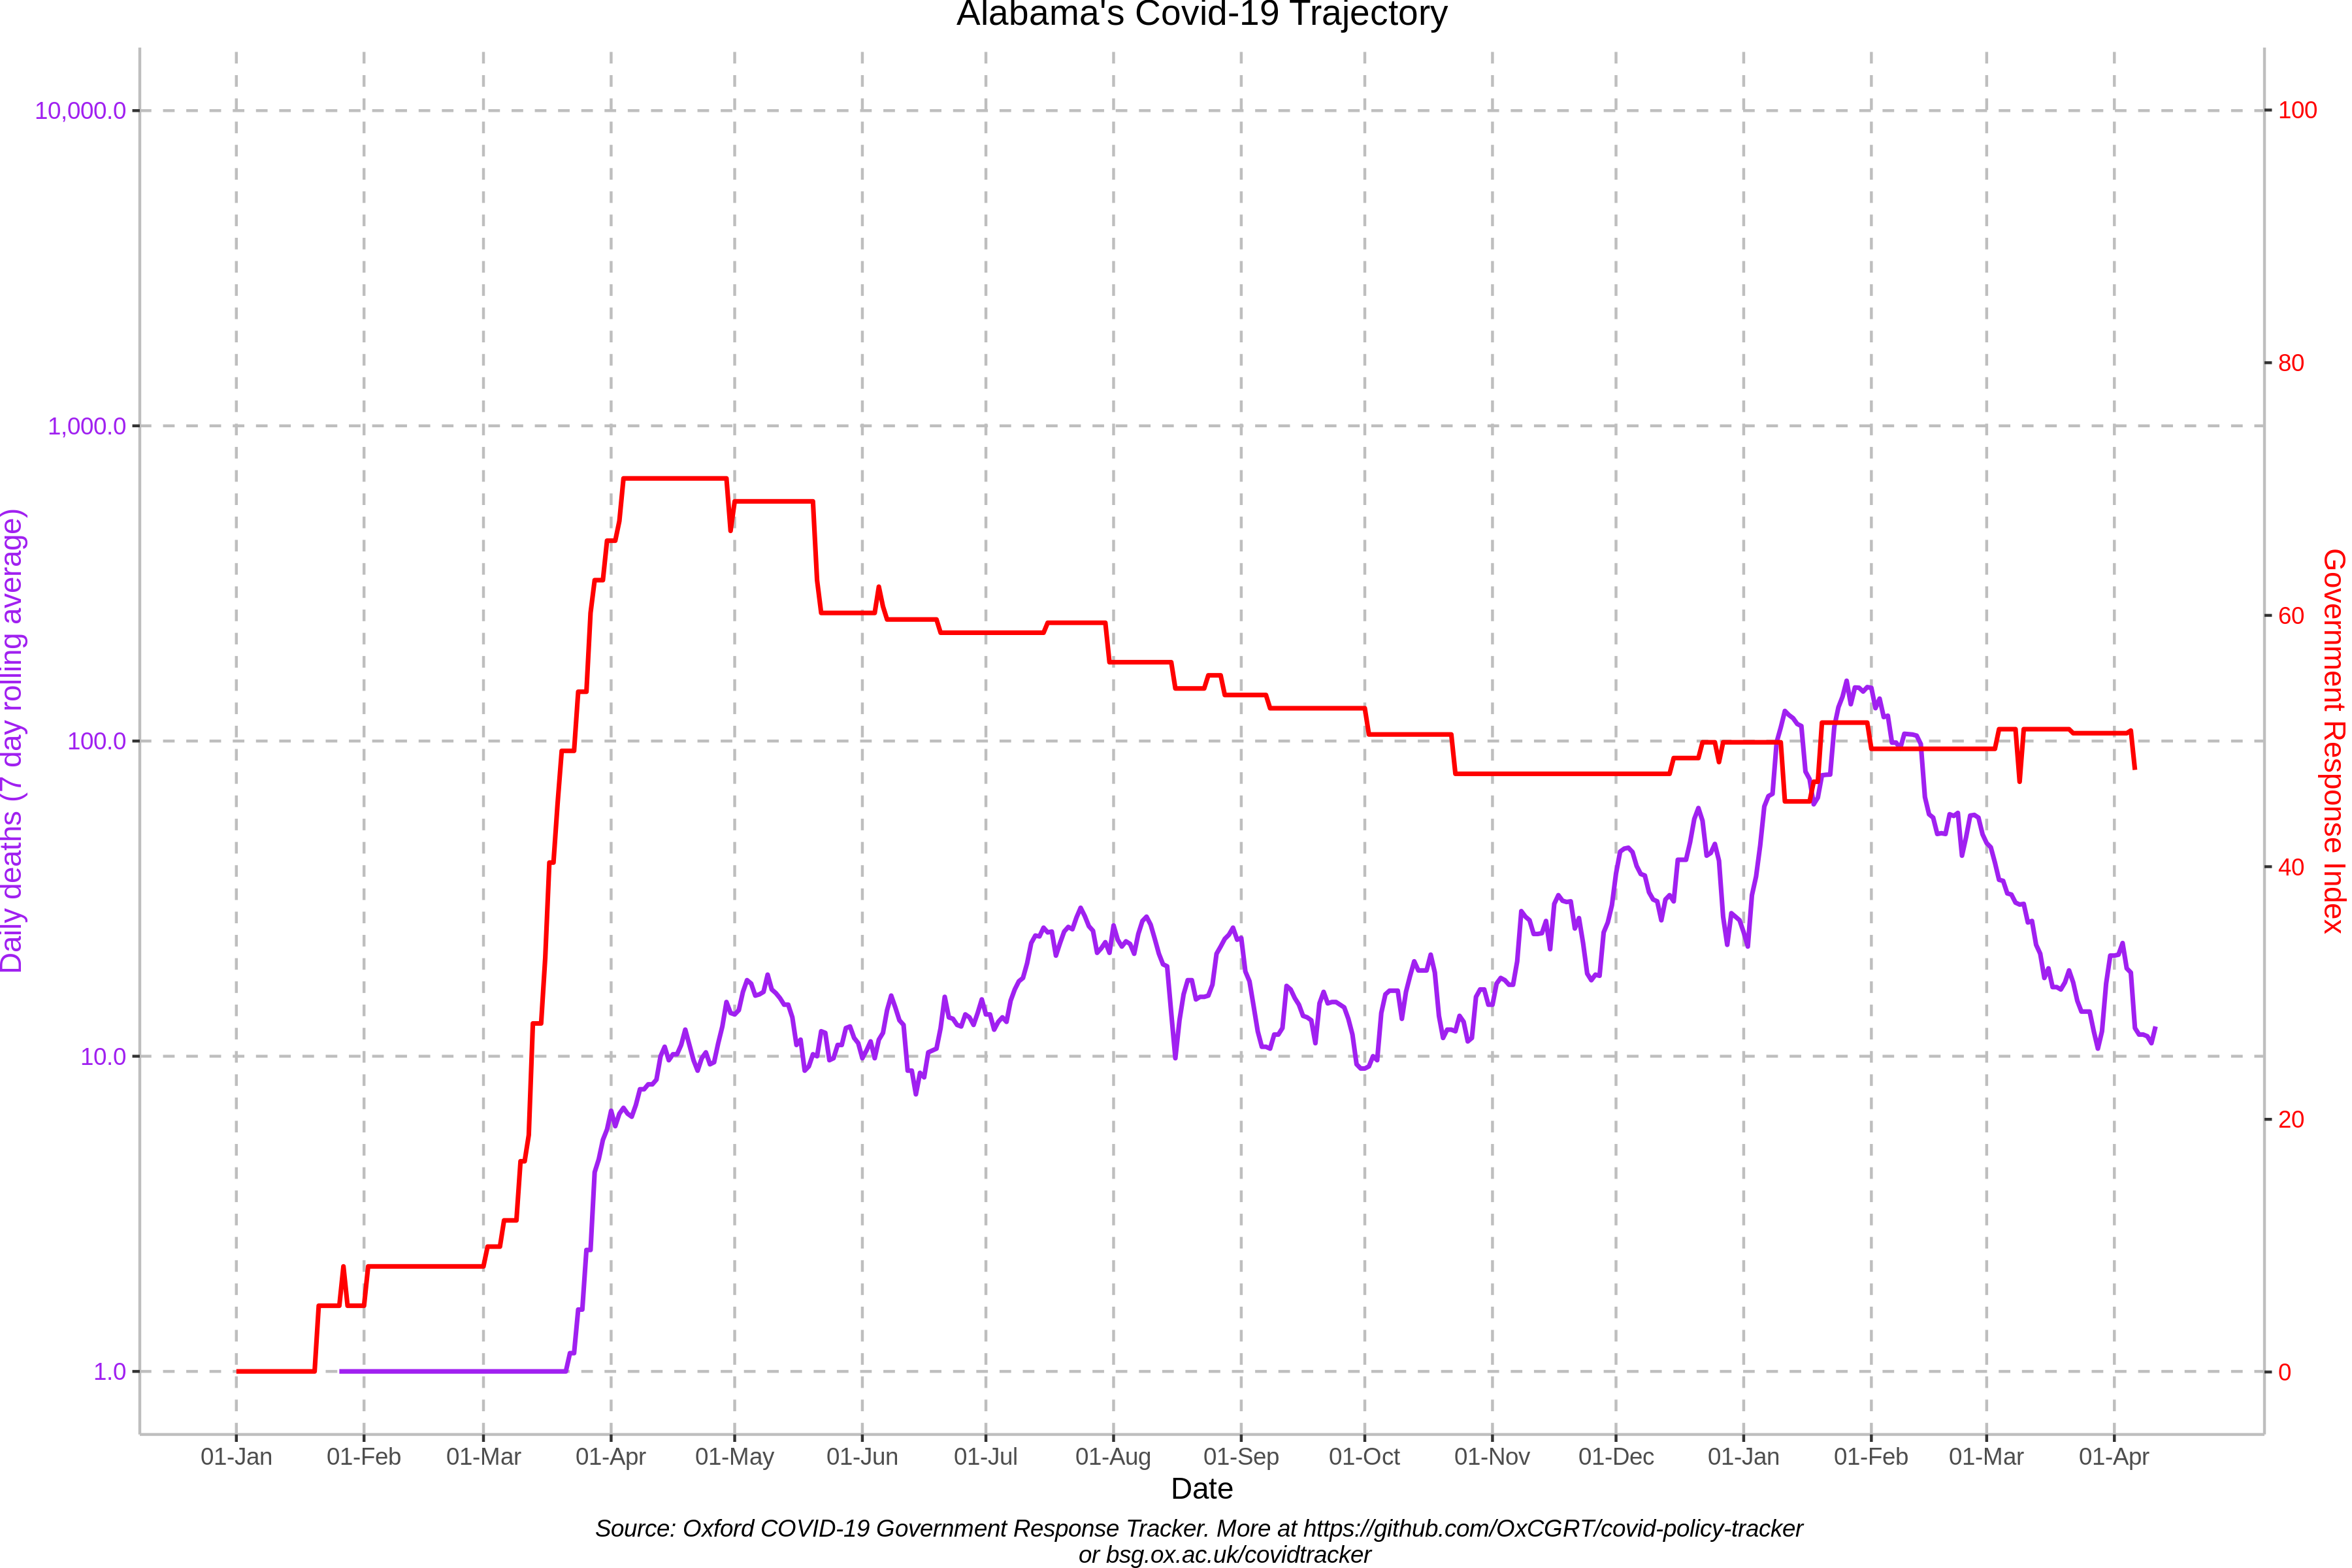 Alabama's Covid-19 Trajectory
10,000.0
1,000.0
100.0
10.0
1.0
Daily deaths (7 day rolling average)
100
80
60
40
20
0
Government Response Index
01-Jan 01-Feb 01-Mar 01-Apr 01-May 01-Jun 01-Jul 01-Aug 01-Sep 01-Oct 01-Nov 01-Dec 01-Jan 01-Feb 01-Mar 01-Apr
Date
Source: Oxford COVID-19 Government Response Tracker. More at https://github.com/OxCGRT/covid-policy-tracker
or bsg.ox.ac.uk/covidtracker